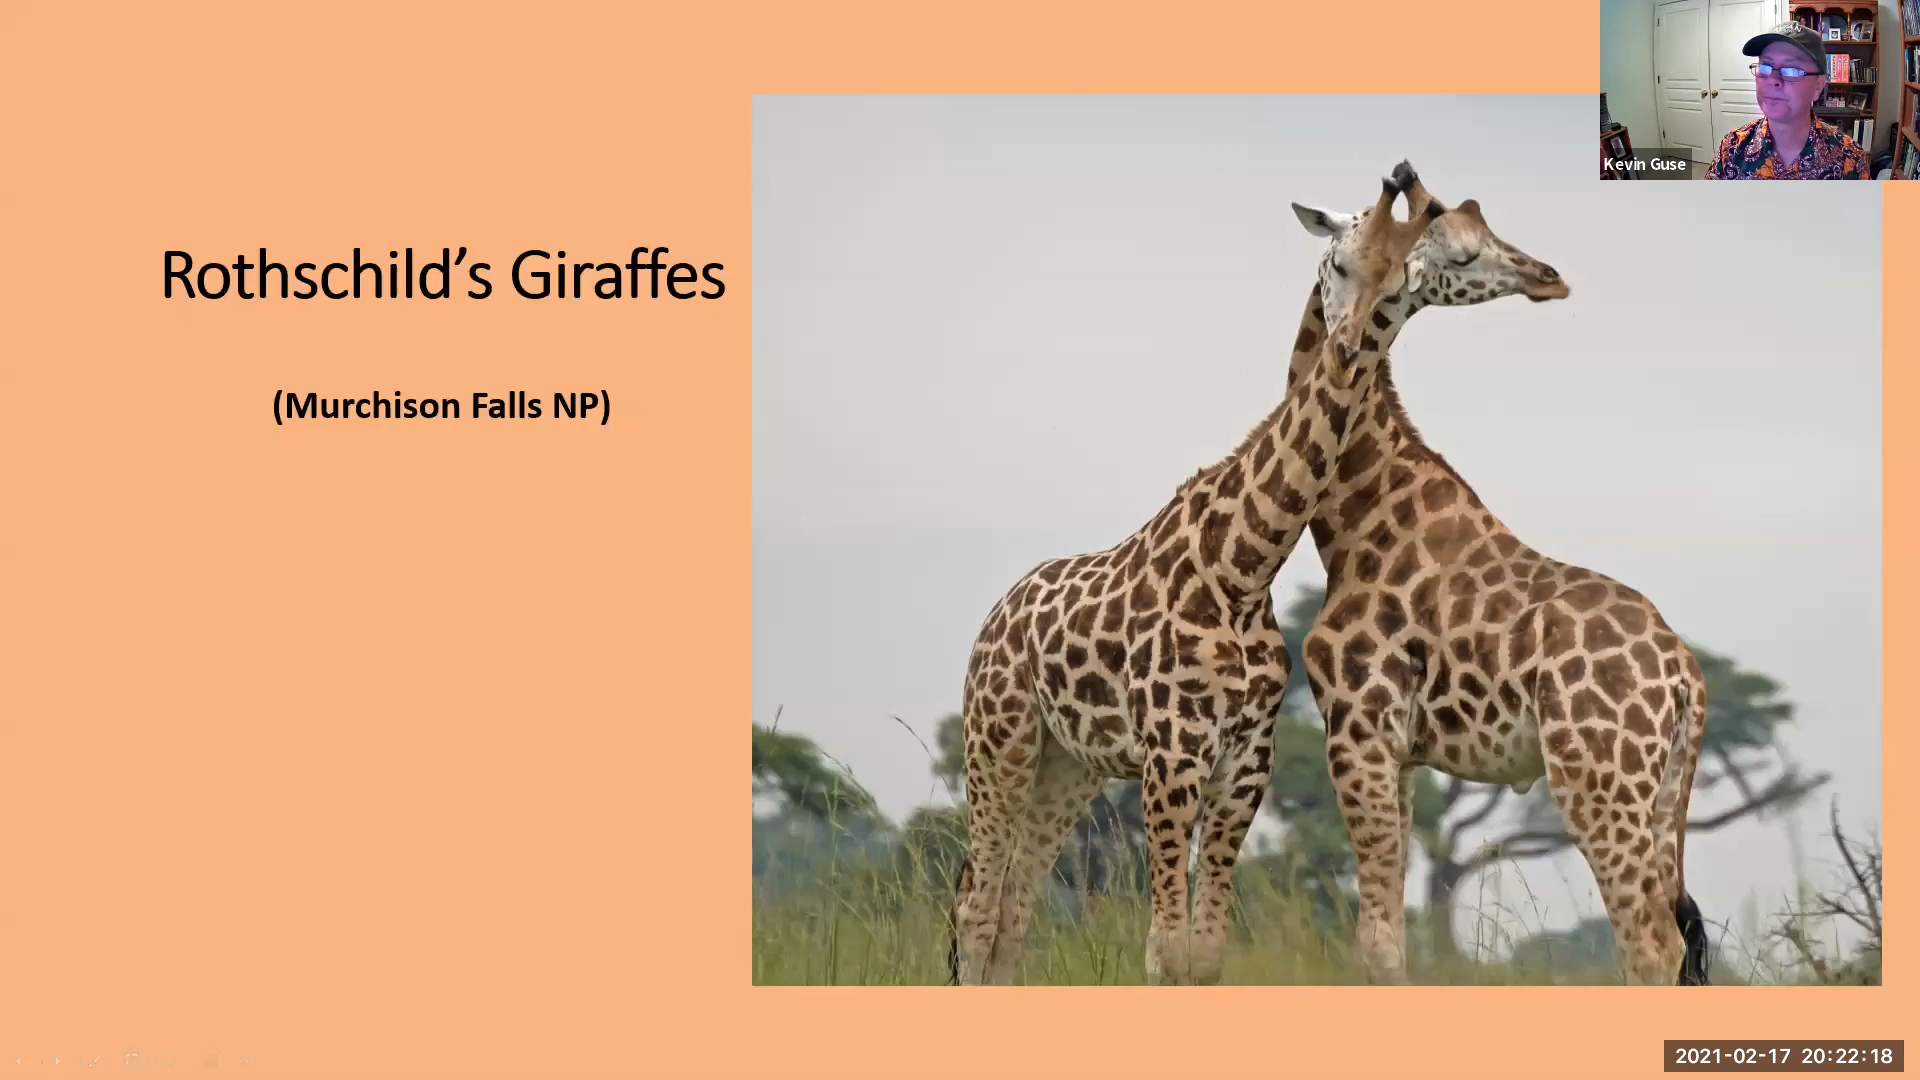 Rothschild’s Giraffes
(Murchison Falls NP)
Kevin Guse
2021-02-17 20:22:18